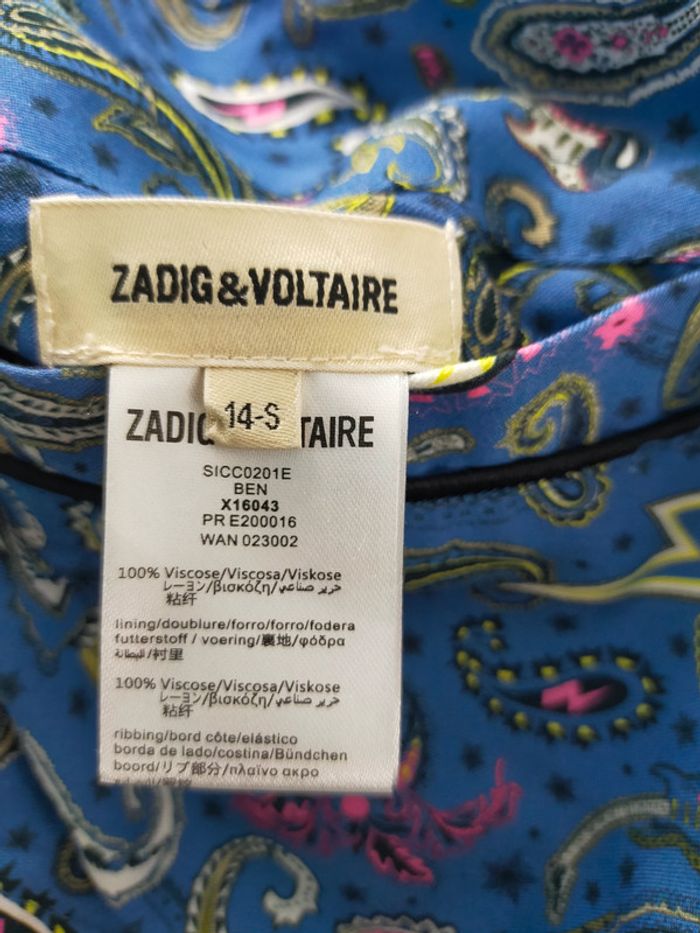 ZADIG&VOLTAIRE
14-S
ZADIG TAIRE
SICC0201E
BEN
X16043
PR E200016
WAN 023002
100% Viscose/Viscosa/Viskose
レーヨン/βισκόζη/حرير صناعي/
粘纤
lining/doublure/forro/forro/fodera
futterstoff / voering/裏地/φόδρα
البطانة/衬里
100% Viscose/Viscosa/Viskose
レーヨン/βισκόζη/حرير صناعي/
粘纤
ribbing/bord côte/elástico
borda de lado/costina/Bündchen
boord/リブ部分/πλαϊνο ακρο